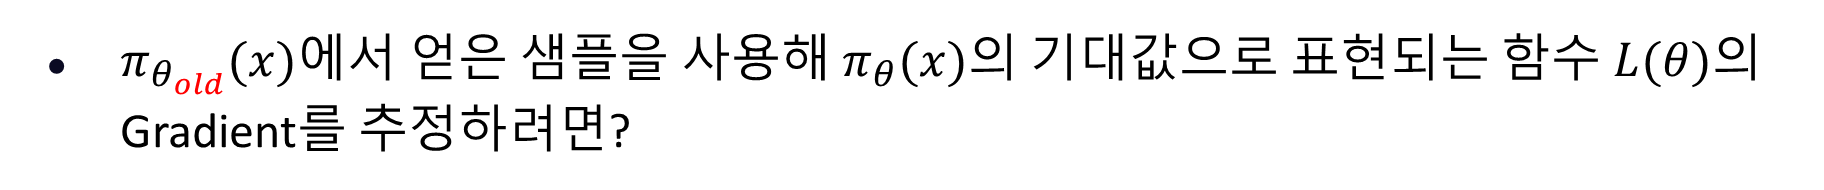 • π_{θ_{old}}(x)에서 얻은 샘플을 사용해 π_θ(x)의 기대값으로 표현되는 함수 L(θ)의
Gradient를 추정하려면?